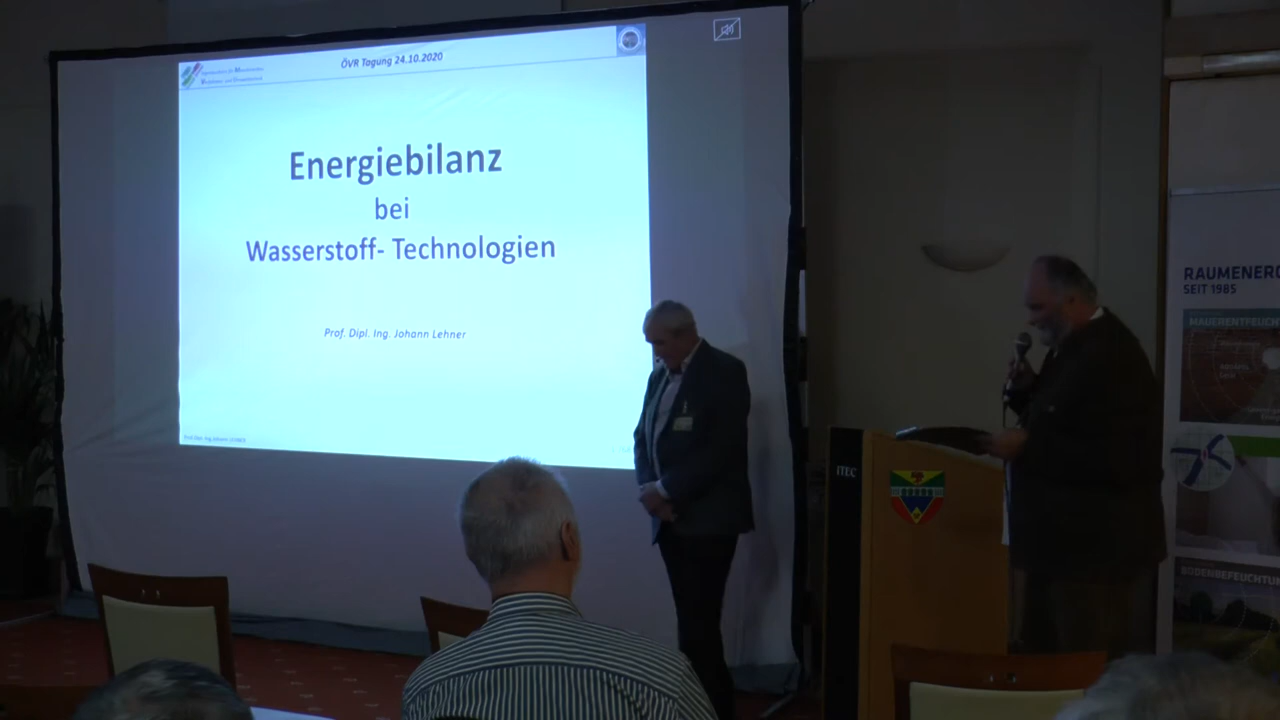 ÖVR Tagung 24.10.2020
Energiebilanz
bei
Wasserstoff- Technologien
Prof. Dipl. Ing. Johann Lehner
ITEC
RAUMENERG
SEIT 1985
MAUERENTFEUCH
BODENBEFEUCHTUN